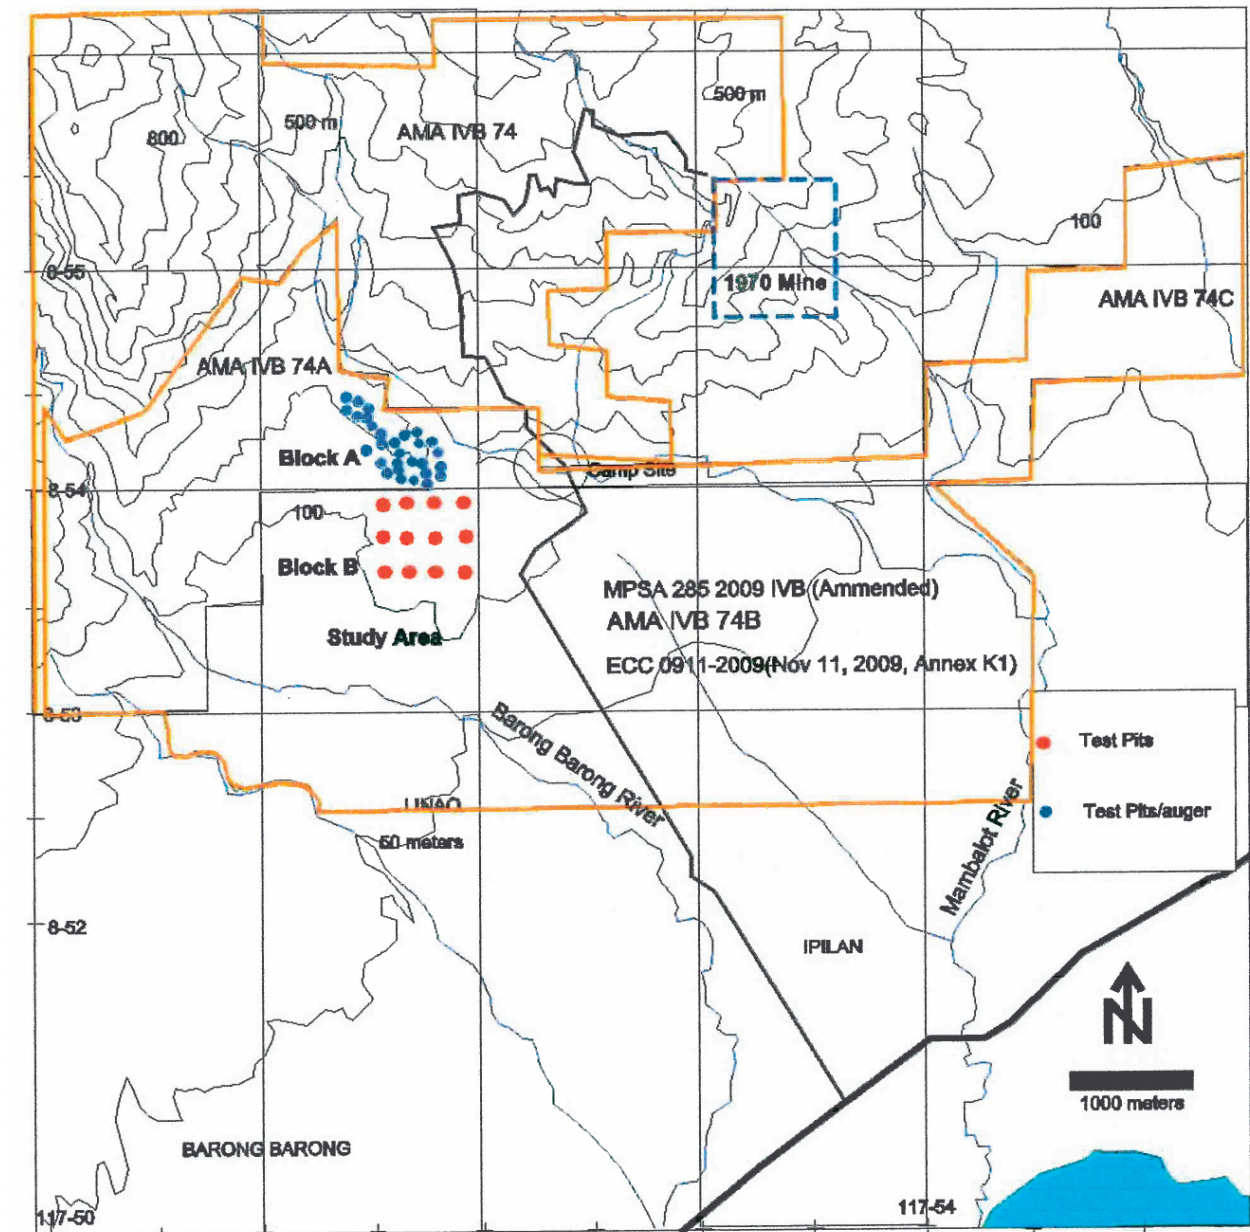 500 m
500 m
800
AMA IVB 74
100
8-55
1970 Mine
AMA IVB 74C
AMA IVB 74A
Block A
Camp Site
8-54
100
Block B
MPSA 285 2009 IVB (Ammended)
AMA IVB 74B
Study Area
ECC 0911-2009(Nov 11, 2009, Annex K1)
8-53
Barong Barong River
Test Pits
LINAO
Test Pits/auger
50 meters
Mambalot River
8-52
IPILAN
N
1000 meters
BARONG BARONG
117-50
117-54